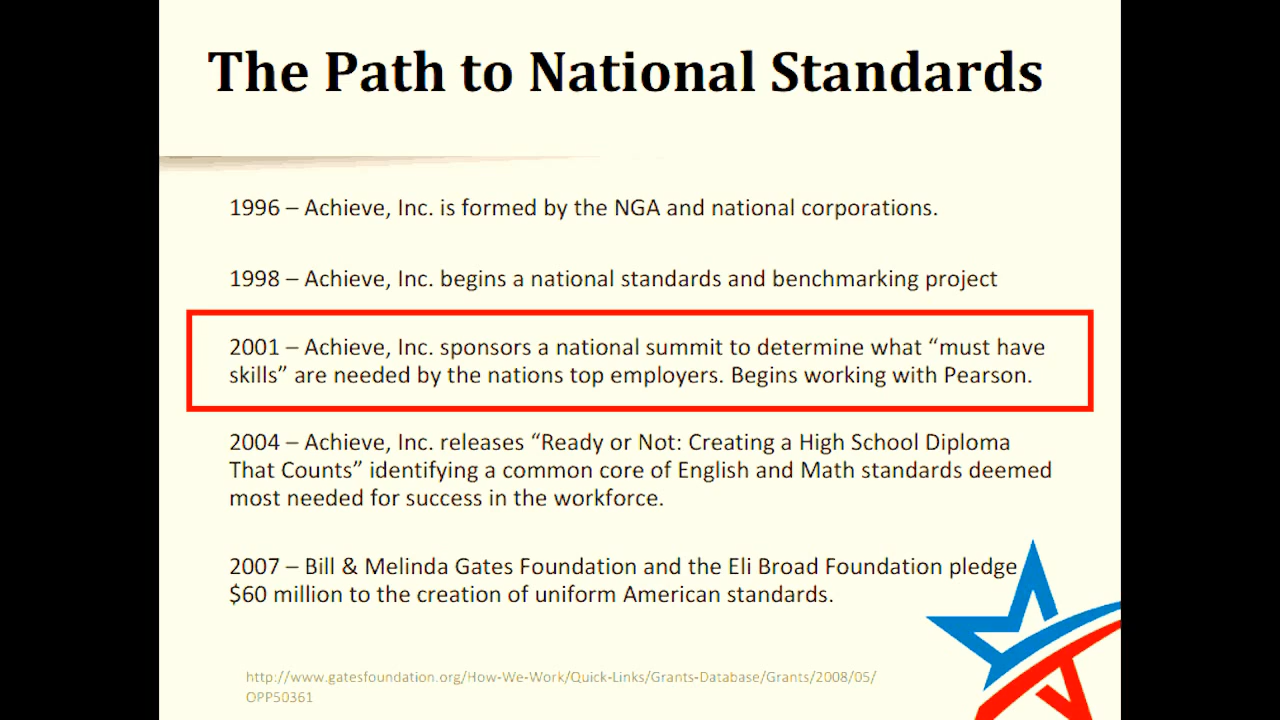 The Path to National Standards
1996 – Achieve, Inc. is formed by the NGA and national corporations.
1998 – Achieve, Inc. begins a national standards and benchmarking project
2001 – Achieve, Inc. sponsors a national summit to determine what “must have
skills” are needed by the nations top employers. Begins working with Pearson.
2004 – Achieve, Inc. releases “Ready or Not: Creating a High School Diploma
That Counts” identifying a common core of English and Math standards deemed
most needed for success in the workforce.
2007 – Bill & Melinda Gates Foundation and the Eli Broad Foundation pledge
$60 million to the creation of uniform American standards.
http://www.gatesfoundation.org/How-We-Work/Quick-Links/Grants-Database/Grants/2008/05/
OPP50361